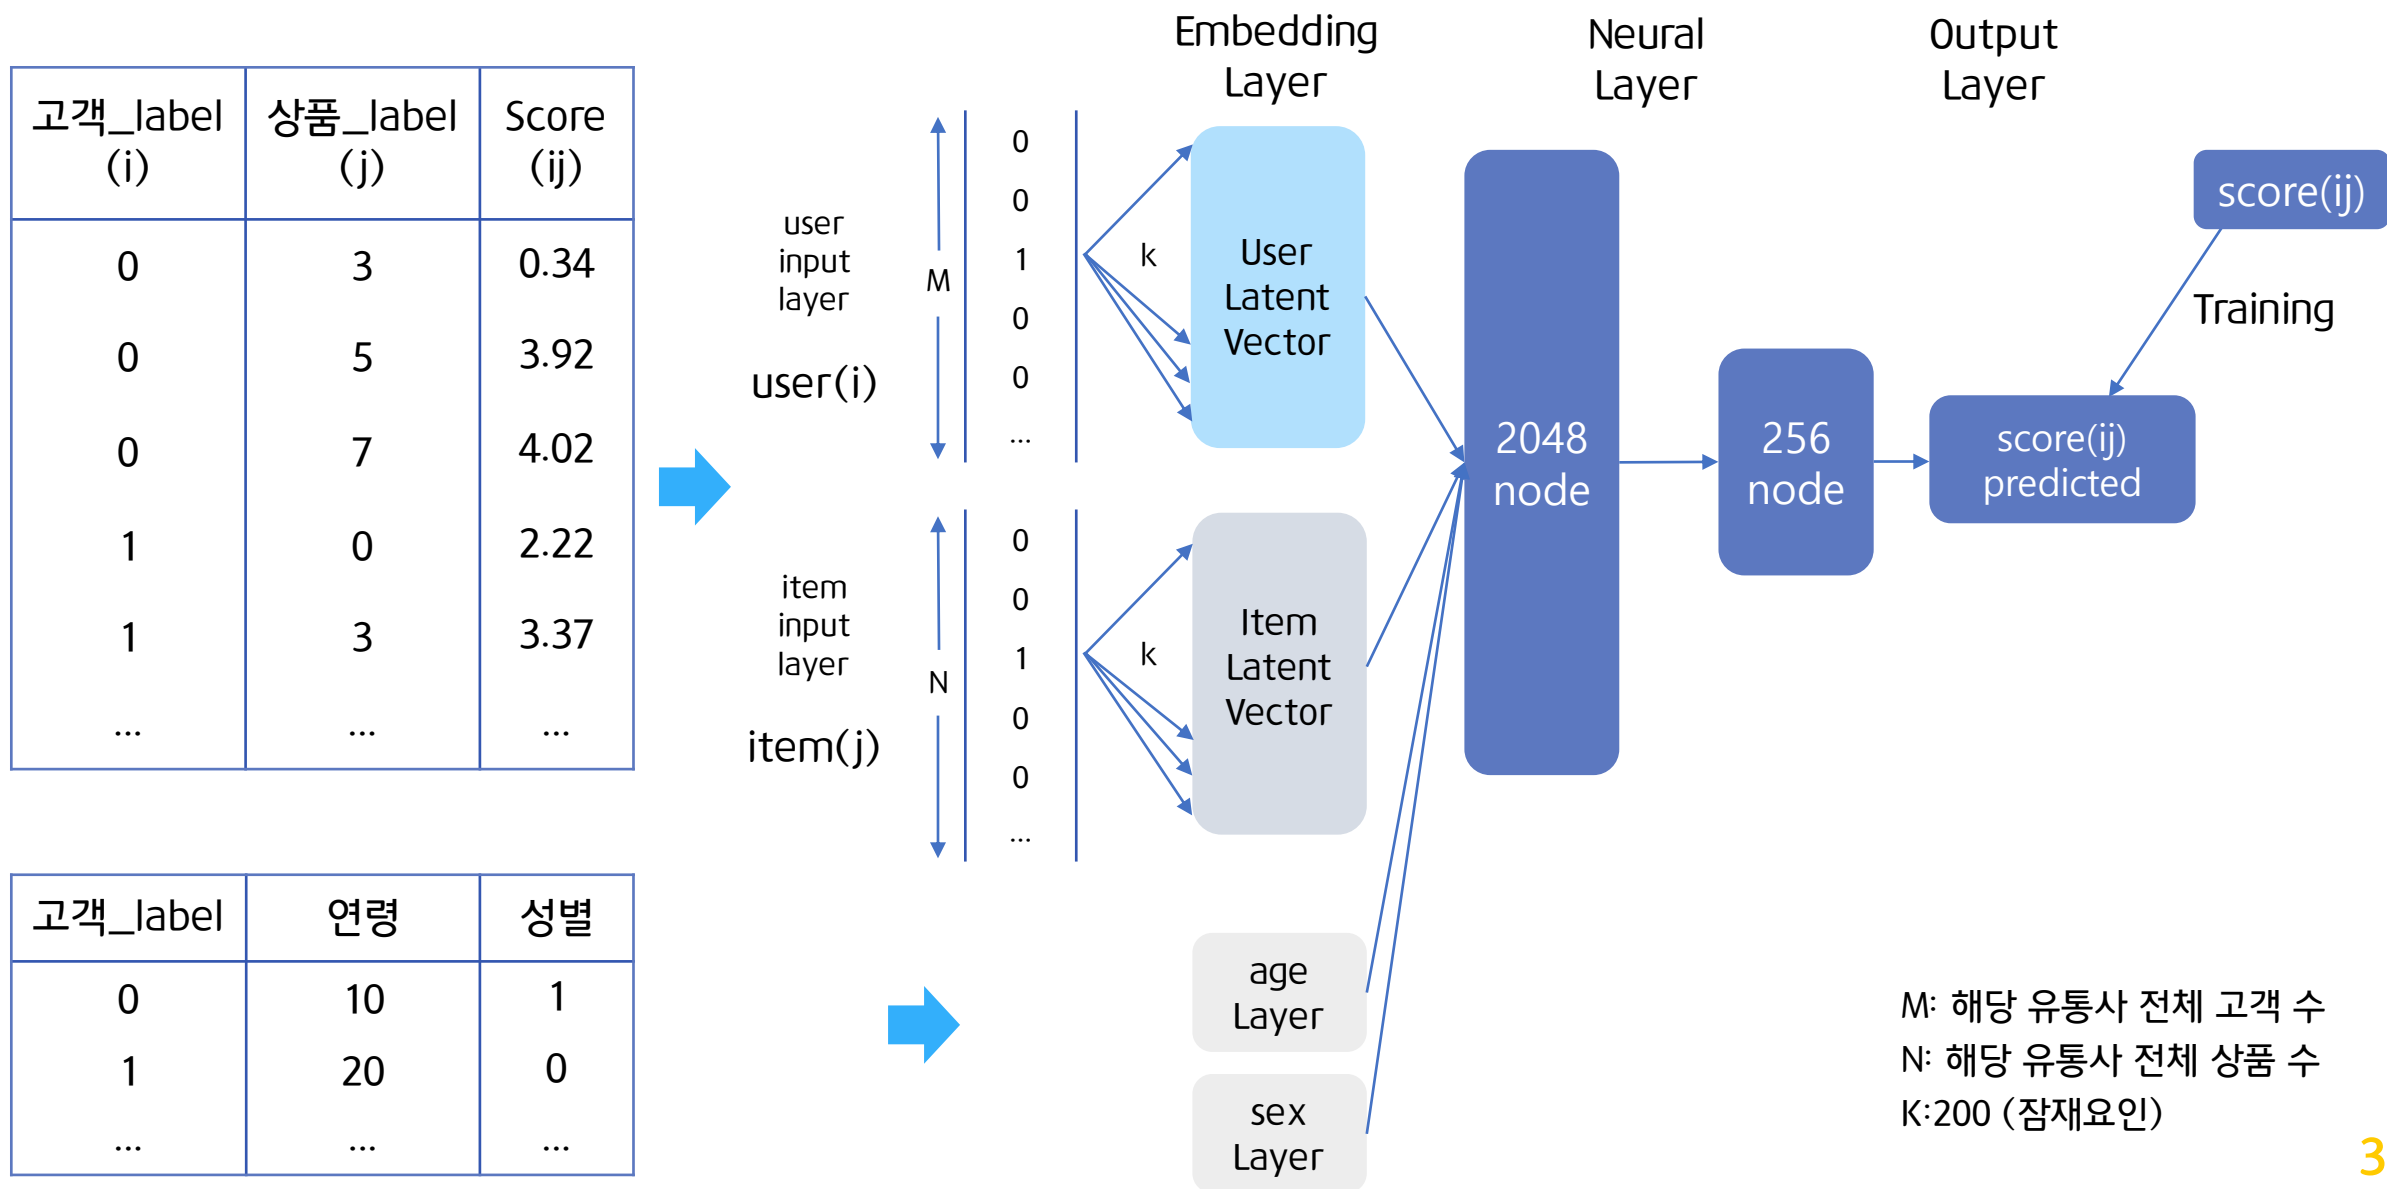 고객_label
(i)
상품_label
(j)
Score
(ij)
0
3
0.34
0
5
3.92
0
7
4.02
1
0
2.22
1
3
3.37
...
...
...
고객_label
연령
성별
0
10
1
1
20
0
...
...
...
Embedding
Layer
Neural
Layer
Output
Layer
user
input
layer
user(i)
M
0
0
1
0
0
...
k
User
Latent
Vector
item
input
layer
item(j)
N
0
0
1
0
0
...
k
Item
Latent
Vector
age
Layer
sex
Layer
2048
node
256
node
score(ij)
Training
score(ij)
predicted
M: 해당 유통사 전체 고객 수
N: 해당 유통사 전체 상품 수
K:200 (잠재요인)
3